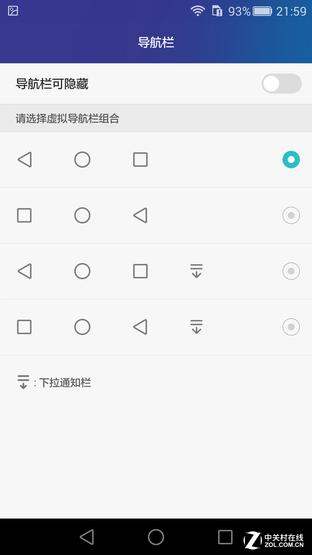 93% 21:59
导航栏
导航栏可隐藏
请选择虚拟导航栏组合
: 下拉通知栏
中关村在线
ZOL.COM.CN